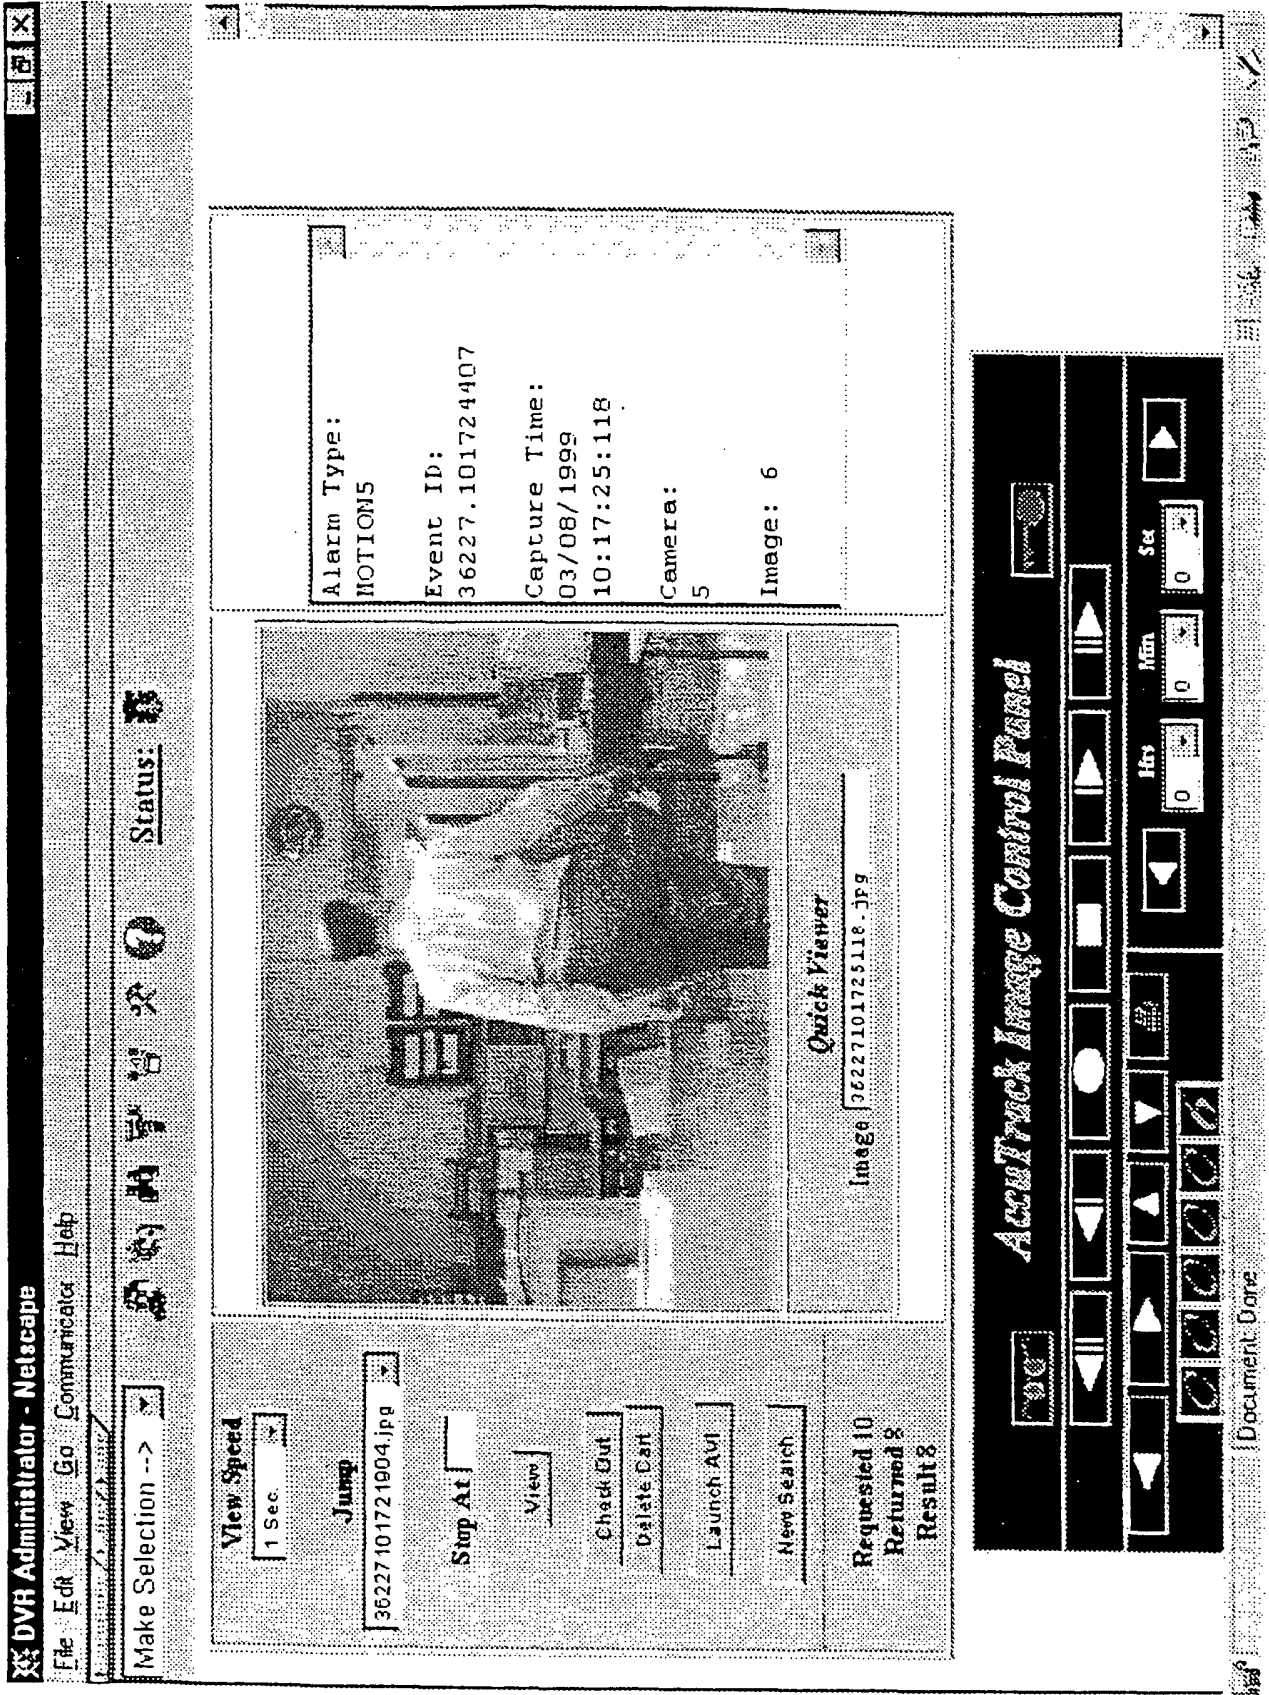 DVR Administrator - Netscape
File Edit View Go Communicator Help
Make Selection -->
Status:
View Speed
1 Sec.
Jump
362271017121904.jpg
Stop At
View
Check Out
Delete Cart
Launch AVI
New Search
Requested 10
Returned 8
Result 8
Quick Viewer
Image 362271017125118.jpg
Alarm Type:
MOTION5
Event ID:
36227.101724407
Capture Time:
03/08/1999
10:17:25:118
Camera:
5
Image: 6
AccuTrack Image Control Panel
Hrs Min Sec
0 0 0
Document: Done